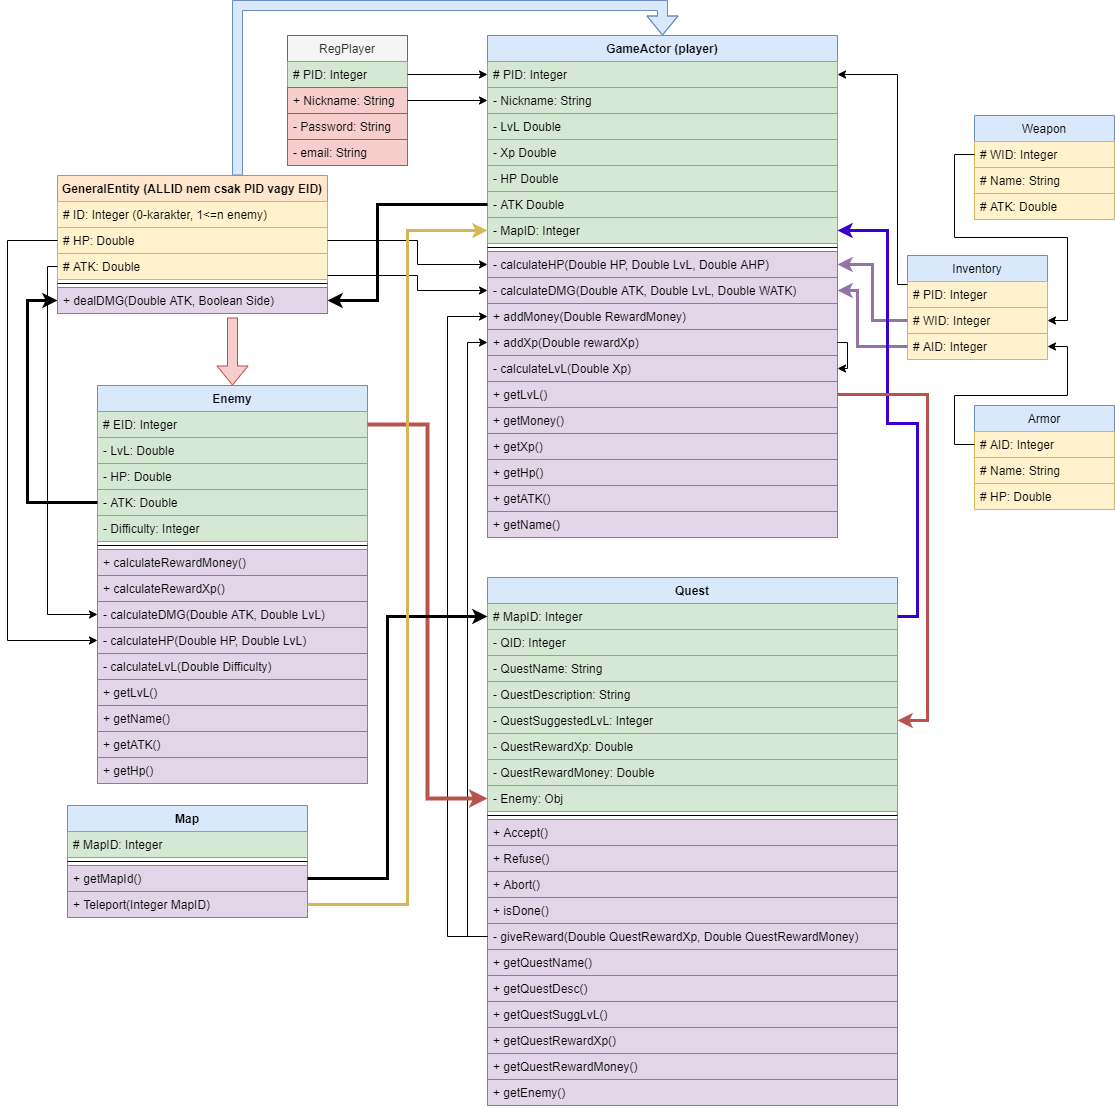 RegPlayer
# PID: Integer
+ Nickname: String
- Password: String
- email: String
GameActor (player)
# PID: Integer
- Nickname: String
- LvL Double
- Xp Double
- HP Double
- ATK Double
- MapID: Integer
- calculateHP(Double HP, Double LvL, Double AHP)
- calculateDMG(Double ATK, Double LvL, Double WATK)
+ addMoney(Double RewardMoney)
+ addXp(Double rewardXp)
- calculateLvL(Double Xp)
+ getLvL()
+ getMoney()
+ getXp()
+ getHp()
+ getATK()
+ getName()
Weapon
# WID: Integer
# Name: String
# ATK: Double
Inventory
# PID: Integer
# WID: Integer
# AID: Integer
Armor
# AID: Integer
# Name: String
# HP: Double
GeneralEntity (ALLID nem csak PID vagy EID)
# ID: Integer (0-karakter, 1<=n enemy)
# HP: Double
# ATK: Double
+ dealDMG(Double ATK, Boolean Side)
Enemy
# EID: Integer
- LvL: Double
- HP: Double
- ATK: Double
- Difficulty: Integer
+ calculateRewardMoney()
+ calculateRewardXp()
- calculateDMG(Double ATK, Double LvL)
- calculateHP(Double HP, Double LvL)
- calculateLvL(Double Difficulty)
+ getLvL()
+ getName()
+ getATK()
+ getHp()
Map
# MapID: Integer
+ getMapId()
+ Teleport(Integer MapID)
Quest
# MapID: Integer
- QID: Integer
- QuestName: String
- QuestDescription: String
- QuestSuggestedLvL: Integer
- QuestRewardXp: Double
- QuestRewardMoney: Double
- Enemy: Obj
+ Accept()
+ Refuse()
+ Abort()
+ isDone()
- giveReward(Double QuestRewardXp, Double QuestRewardMoney)
+ getQuestName()
+ getQuestDesc()
+ getQuestSuggLvL()
+ getQuestRewardXp()
+ getQuestRewardMoney()
+ getEnemy()